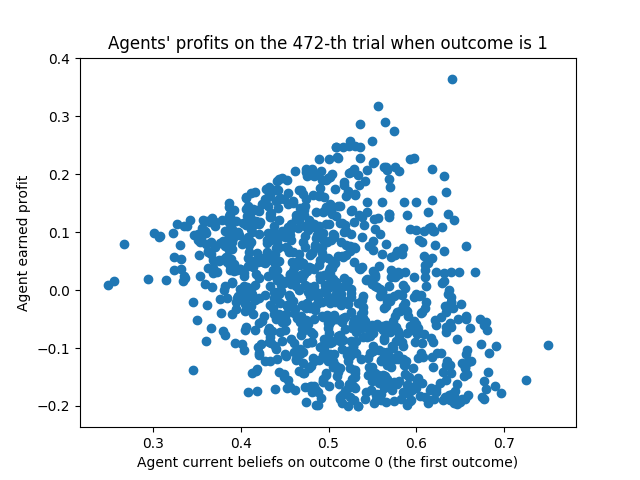 Agents' profits on the 472-th trial when outcome is 1
Agent earned profit
0.4
0.3
0.2
0.1
0.0
−0.1
−0.2
0.3 0.4 0.5 0.6 0.7
Agent current beliefs on outcome 0 (the first outcome)